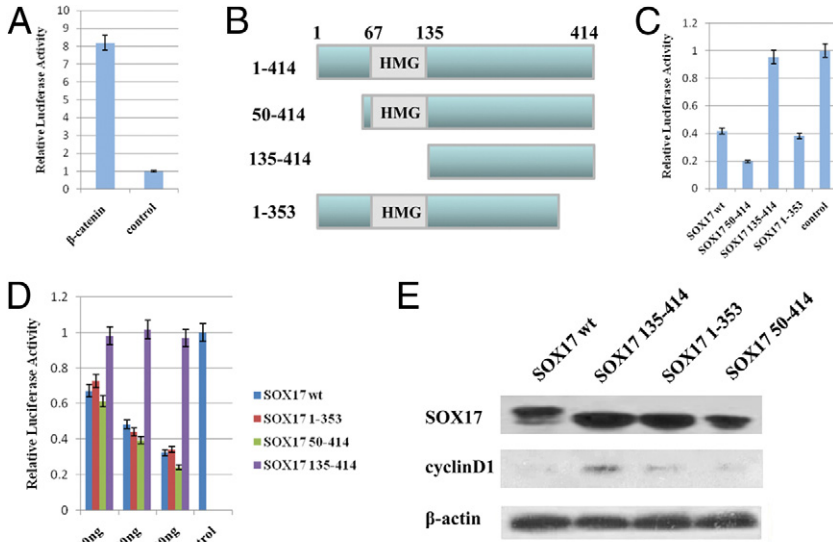 A
Relative Luciferase Activity
9
8
7
6
5
4
3
2
1
0
β-catenin
control
B
1 67 135 414
1-414
HMG
50-414
HMG
135-414
1-353
HMG
C
Relative Luciferase Activity
1.2
1
0.8
0.6
0.4
0.2
0
SOX17 wt
SOX17 50-414
SOX17 135-414
SOX17 1-353
control
D
Relative Luciferase Activity
1.2
1
0.8
0.6
0.4
0.2
0
SOX17 wt
SOX17 1-353
SOX17 50-414
SOX17 135-414
E
SOX17 wt
SOX17 135-414
SOX17 1-353
SOX17 50-414
SOX17
cyclinD1
β-actin